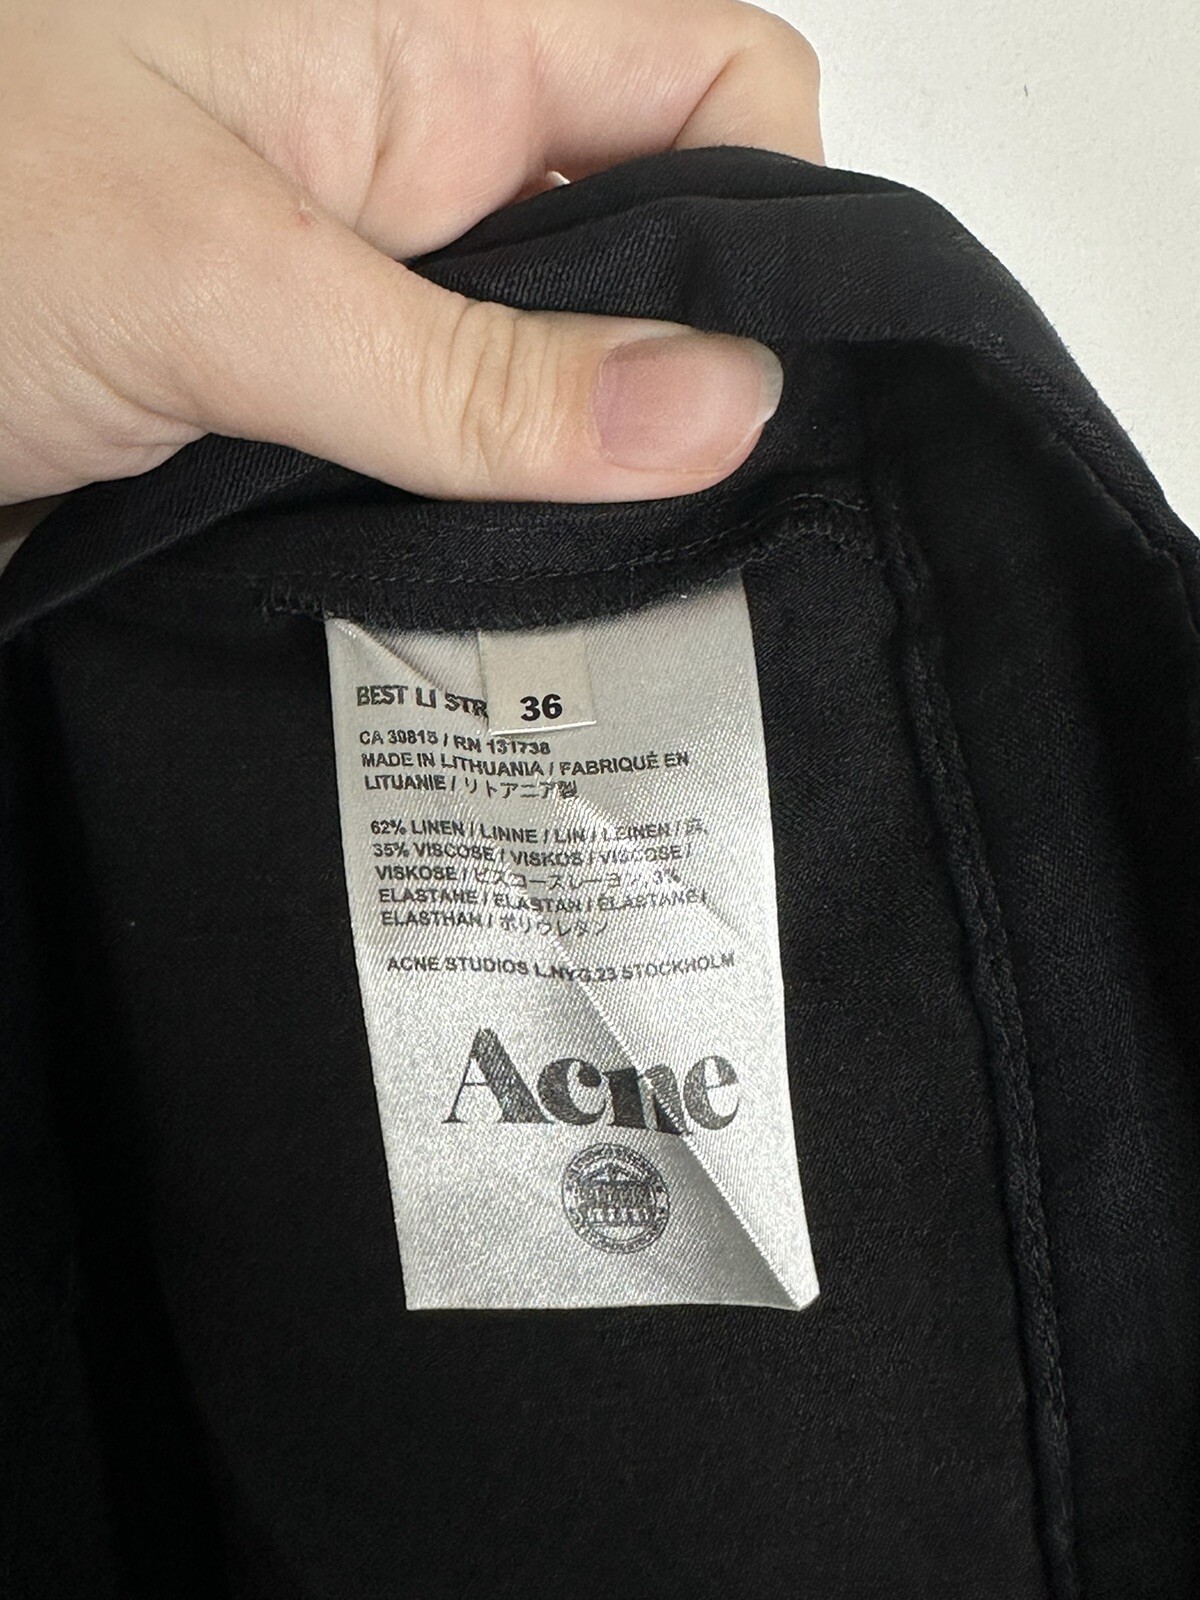 BEST LI STR
36
CA 30815 / RN 131738
MADE IN LITHUANIA / FABRIQUÉ EN
LITUANIE / リトアニア製
62% LINEN / LINNE / LIN / LEINEN / 麻,
35% VISCOSE / VISKOS / VISCOSE /
VISKOSE / ビスコースレーヨン, 3%
ELASTANE / ELASTAN / ELASTANE /
ELASTHAN / ポリウレタン
ACNE STUDIOS L.NYG.23 STOCKHOLM
Acne